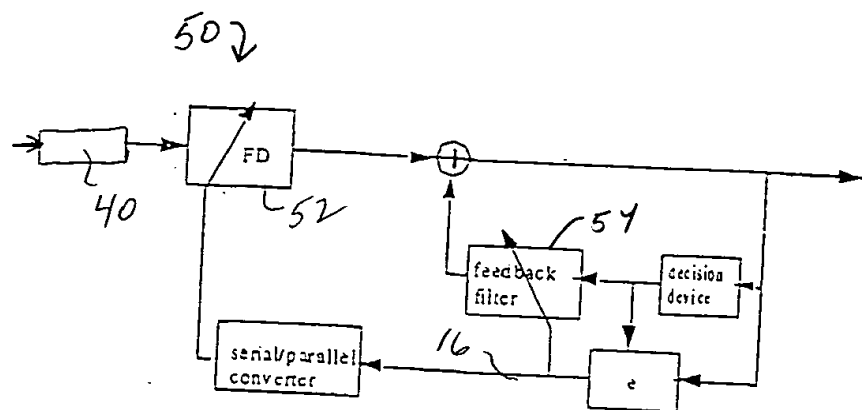 50
FD
40
52
54
feedback
filter
decision
device
16
serial/parallel
converter
e